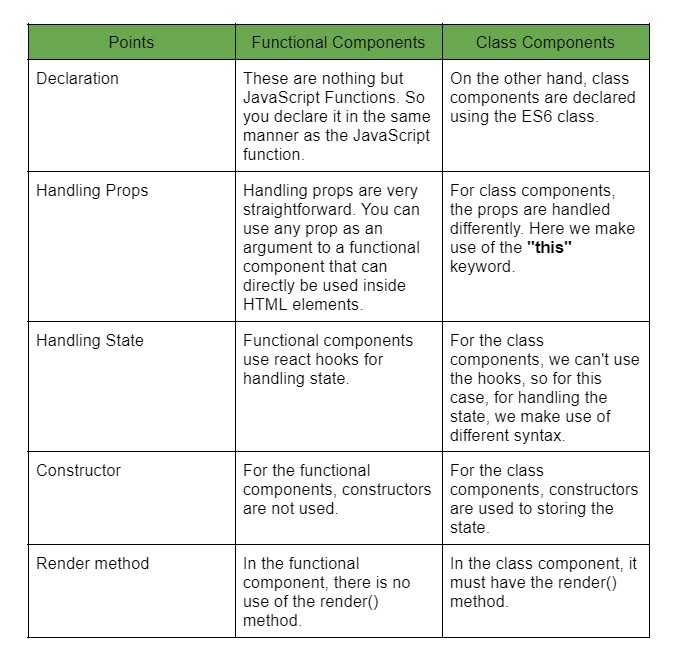 Points
Functional Components
Class Components
Declaration
These are nothing but
JavaScript Functions. So
you declare it in the same
manner as the JavaScript
function.
On the other hand, class
components are declared
using the ES6 class.
Handling Props
Handling props are very
straightforward. You can
use any prop as an
argument to a functional
component that can
directly be used inside
HTML elements.
For class components,
the props are handled
differently. Here we make
use of the "this"
keyword.
Handling State
Functional components
use react hooks for
handling state.
For the class
components, we can't use
the hooks, so for this
case, for handling the
state, we make use of
different syntax.
Constructor
For the functional
components, constructors
are not used.
For the class
components, constructors
are used to storing the
state.
Render method
In the functional
component, there is no
use of the render()
method.
In the class component, it
must have the render()
method.